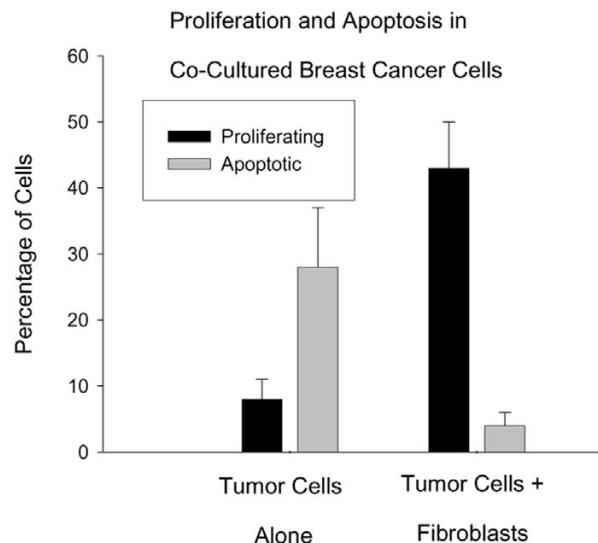 Proliferation and Apoptosis in
Co-Cultured Breast Cancer Cells
Percentage of Cells
60
50
40
30
20
10
0
Proliferating
Apoptotic
Tumor Cells
Alone
Tumor Cells +
Fibroblasts